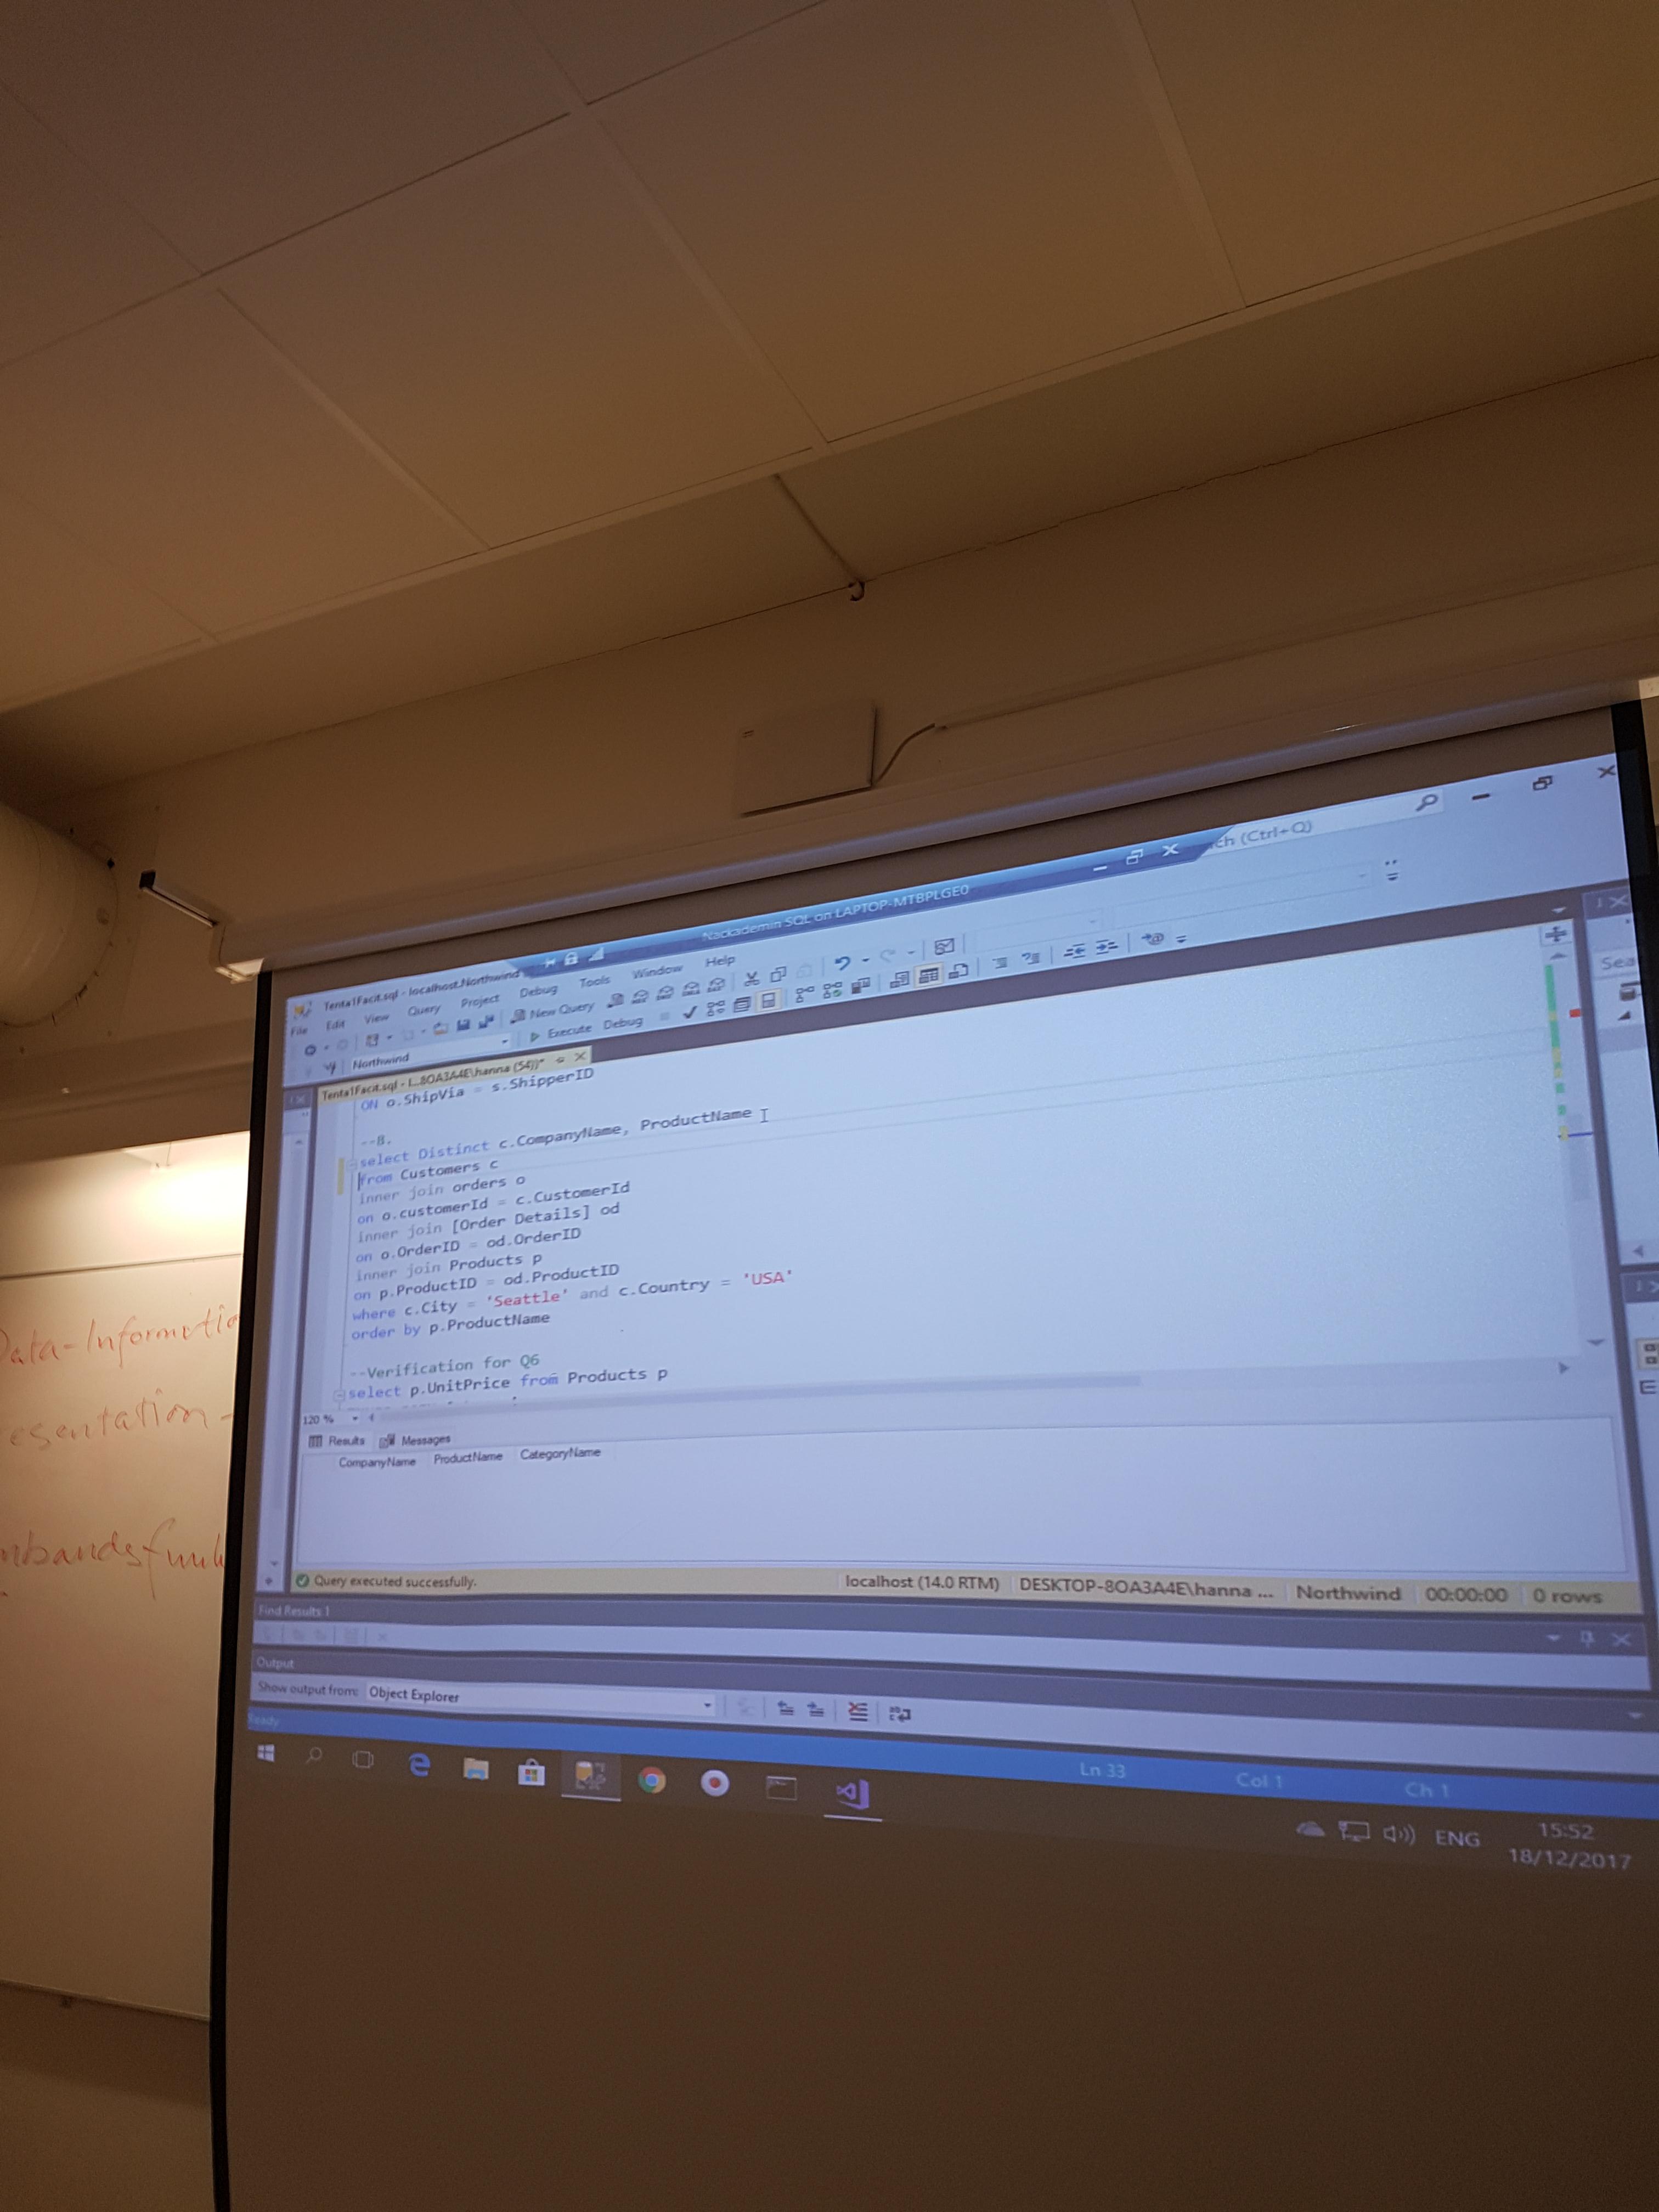 Nackademin SQL on LAPTOP-MTBPLGE0
ch (Ctrl+Q)
Tenta1Facit.sql - localhost.Northwind
File Edit View Query Project Debug Tools Window Help
New Query
Northwind Execute Debug
Tenta1Facit.sql - l...8OA3A4E\hanna (54))*
Sea
ON o.ShipVia = s.ShipperID
--8.
select Distinct c.CompanyName, ProductName
from Customers c
inner join orders o
on o.customerId = c.CustomerId
inner join [Order Details] od
on o.OrderID = od.OrderID
inner join Products p
on p.ProductID = od.ProductID
where c.City = 'Seattle' and c.Country = 'USA'
order by p.ProductName
--Verification for Q6
select p.UnitPrice from Products p
120 %
Results Messages
CompanyName ProductName CategoryName
Query executed successfully. localhost (14.0 RTM) DESKTOP-8OA3A4E\hanna ... Northwind 00:00:00 0 rows
Find Results 1
Output
Show output from: Object Explorer
Ready Ln 33 Col 1 Ch 1
ENG 15:52
18/12/2017
Data-Informatio
esentation-
nbandsfunk